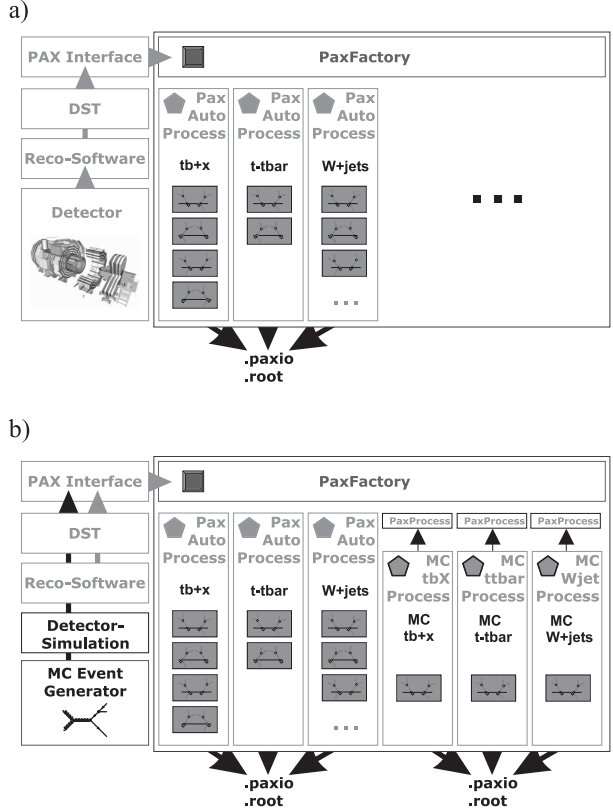 a)
PAX Interface
PaxFactory
DST
Reco-Software
Detector
Pax
Auto
Process
tb+x
Pax
Auto
Process
t-tbar
Pax
Auto
Process
W+jets
...
...
.paxio
.root
b)
PAX Interface
PaxFactory
DST
Reco-Software
Detector-
Simulation
MC Event
Generator
Pax
Auto
Process
tb+x
Pax
Auto
Process
t-tbar
Pax
Auto
Process
W+jets
...
PaxProcess
MC
tbX
Process
MC
tb+x
PaxProcess
MC
ttbar
Process
MC
t-tbar
PaxProcess
MC
Wjet
Process
MC
W+jets
.paxio
.root
.paxio
.root